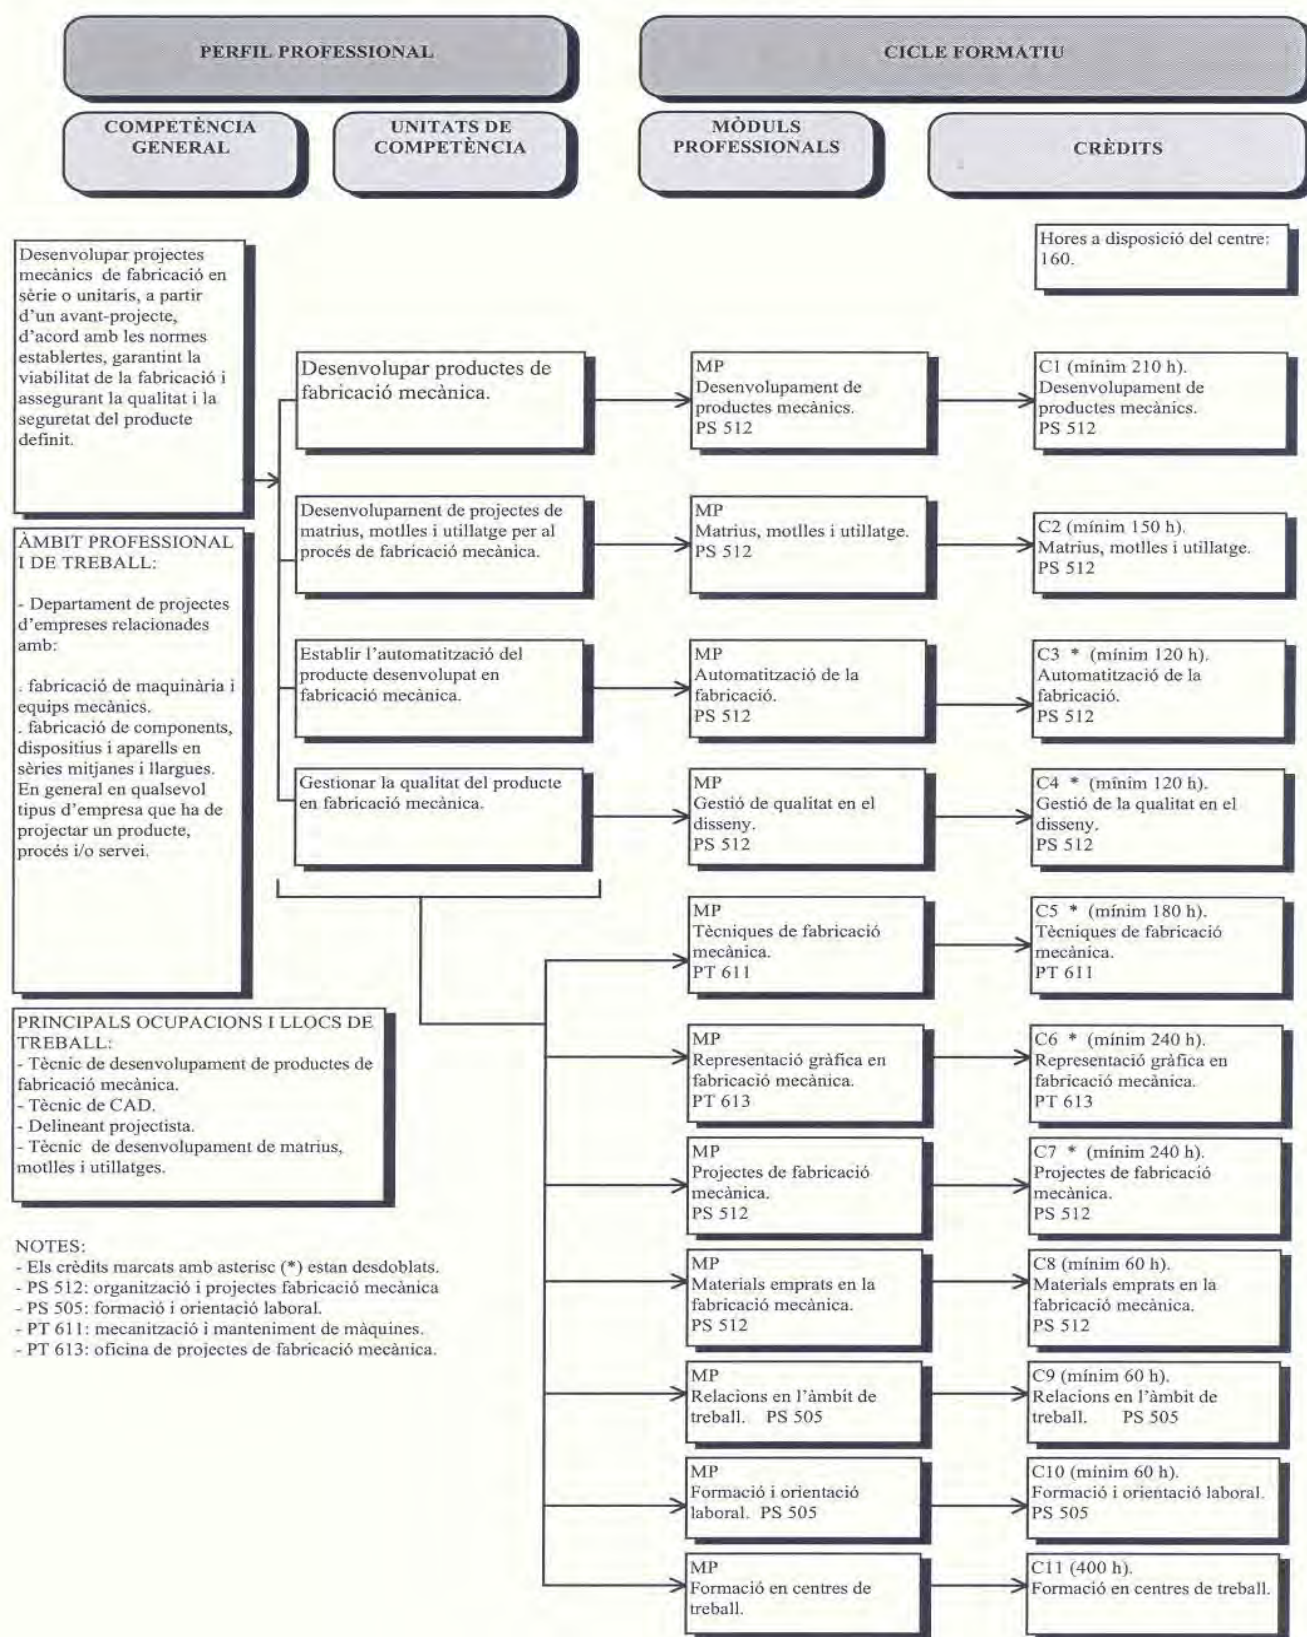 PERFIL PROFESSIONAL
CICLE FORMATIU
COMPETÈNCIA
GENERAL
UNITATS DE
COMPETÈNCIA
MÒDULS
PROFESSIONALS
CRÈDITS
Hores a disposició del centre:
160.
Desenvolupar projectes
mecànics de fabricació en
sèrie o unitaris, a partir
d'un avant-projecte,
d'acord amb les normes
establertes, garantint la
viabilitat de la fabricació i
assegurant la qualitat i la
seguretat del producte
definit.
ÀMBIT PROFESSIONAL
I DE TREBALL:
- Departament de projectes
d'empreses relacionades
amb:
. fabricació de maquinària i
equips mecànics.
. fabricació de components,
dispositius i aparells en
sèries mitjanes i llargues.
En general en qualsevol
tipus d'empresa que ha de
projectar un producte,
procés i/o servei.
PRINCIPALS OCUPACIONS I LLOCS DE
TREBALL:
- Tècnic de desenvolupament de productes de
fabricació mecànica.
- Tècnic de CAD.
- Delineant projectista.
- Tècnic de desenvolupament de matrius,
motlles i utillatges.
NOTES:
- Els crèdits marcats amb asterisc (*) estan desdoblats.
- PS 512: organització i projectes fabricació mecànica
- PS 505: formació i orientació laboral.
- PT 611: mecanització i manteniment de màquines.
- PT 613: oficina de projectes de fabricació mecànica.
Desenvolupar productes de
fabricació mecànica.
Desenvolupament de projectes de
matrius, motlles i utillatge per al
procés de fabricació mecànica.
Establir l'automatització del
producte desenvolupat en
fabricació mecànica.
Gestionar la qualitat del producte
en fabricació mecànica.
MP
Desenvolupament de
productes mecànics.
PS 512
C1 (mínim 210 h).
Desenvolupament de
productes mecànics.
PS 512
MP
Matrius, motlles i utillatge.
PS 512
C2 (mínim 150 h).
Matrius, motlles i utillatge.
PS 512
MP
Automatització de la
fabricació.
PS 512
C3 * (mínim 120 h).
Automatització de la
fabricació.
PS 512
MP
Gestió de qualitat en el
disseny.
PS 512
C4 * (mínim 120 h).
Gestió de la qualitat en el
disseny.
PS 512
MP
Tècniques de fabricació
mecànica.
PT 611
C5 * (mínim 180 h).
Tècniques de fabricació
mecànica.
PT 611
MP
Representació gràfica en
fabricació mecànica.
PT 613
C6 * (mínim 240 h).
Representació gràfica en
fabricació mecànica.
PT 613
MP
Projectes de fabricació
mecànica.
PS 512
C7 * (mínim 240 h).
Projectes de fabricació
mecànica.
PS 512
MP
Materials emprats en la
fabricació mecànica.
PS 512
C8 (mínim 60 h).
Materials emprats en la
fabricació mecànica.
PS 512
MP
Relacions en l'àmbit de
treball. PS 505
C9 (mínim 60 h).
Relacions en l'àmbit de
treball. PS 505
MP
Formació i orientació
laboral. PS 505
C10 (mínim 60 h).
Formació i orientació laboral.
PS 505
MP
Formació en centres de
treball.
C11 (400 h).
Formació en centres de treball.